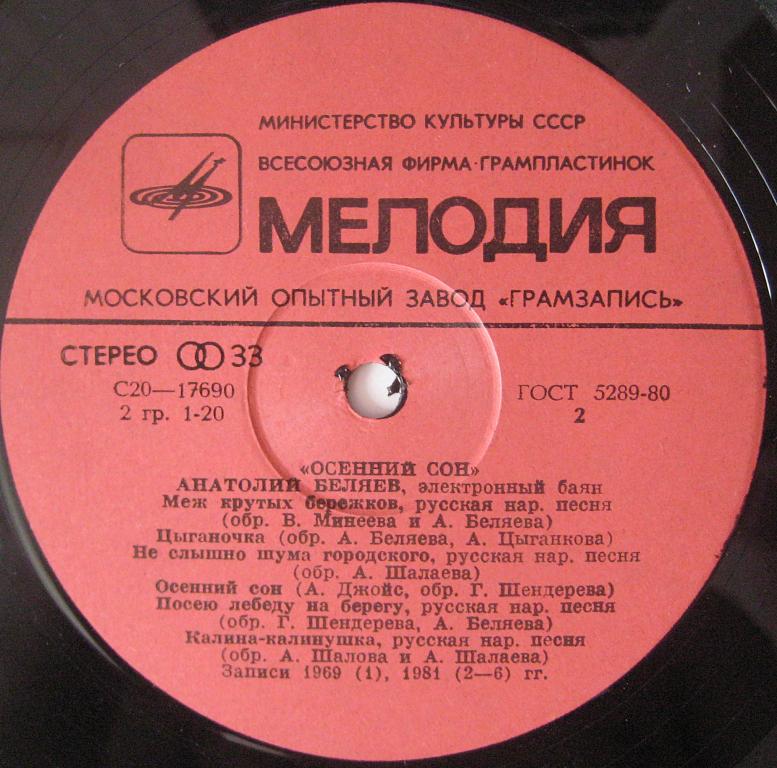 МИНИСТЕРСТВО КУЛЬТУРЫ СССР
ВСЕСОЮЗНАЯ ФИРМА·ГРАМПЛАСТИНОК
МЕЛОДИЯ
МОСКОВСКИЙ ОПЫТНЫЙ ЗАВОД «ГРАМЗАПИСЬ»
СТЕРЕО 33
С20—17690
2 гр. 1-20
ГОСТ 5289-80
2
«ОСЕННИЙ СОН»
АНАТОЛИЙ БЕЛЯЕВ, электронный баян
Меж крутых бережков, русская нар. песня
(обр. В. Минеева и А. Беляева)
Цыганочка (обр. А. Беляева, А. Цыганкова)
Не слышно шума городского, русская нар. песня
(обр. А. Шалаева)
Осенний сон (А. Джойс, обр. Г. Шендерева)
Посею лебеду на берегу, русская нар. песня
(обр. Г. Шендерева, А. Беляева)
Калина-калинушка, русская нар. песня
(обр. А. Шалова и А. Шалаева)
Записи 1969 (1), 1981 (2—6) гг.